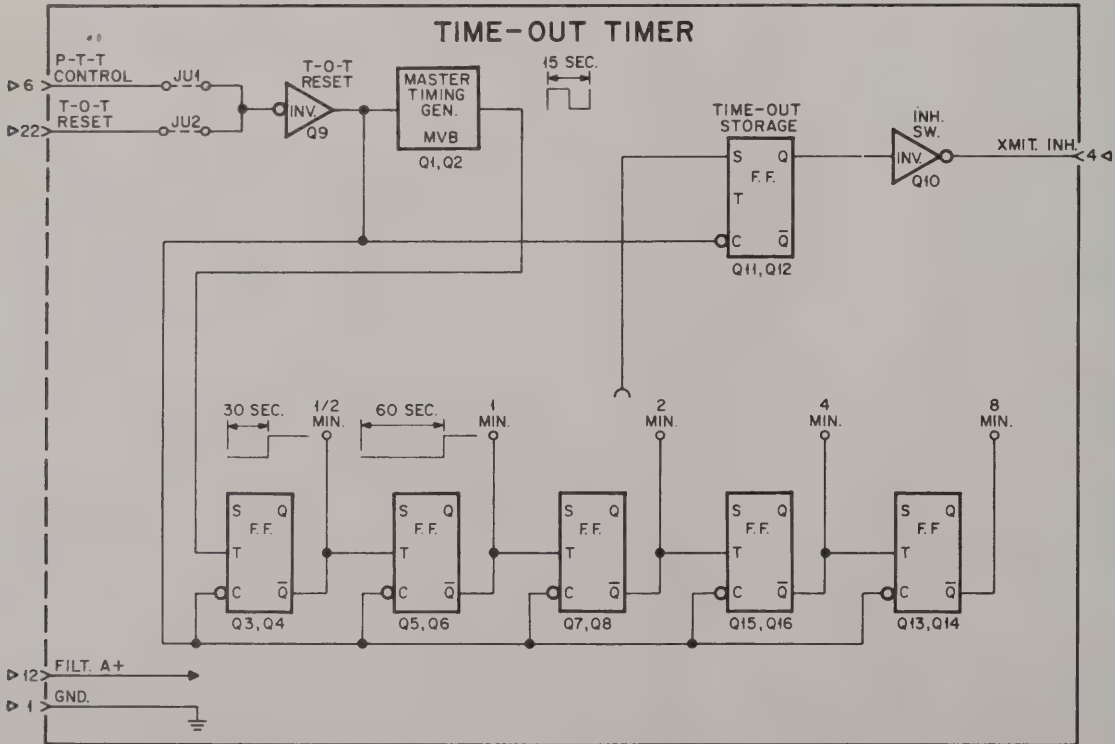 TIME-OUT TIMER
P-T-T
CONTROL
6
JU1
T-O-T
RESET
22
JU2
T-O-T
RESET
INV.
Q9
MASTER
TIMING
GEN.
MVB
Q1, Q2
15 SEC.
TIME-OUT
STORAGE
S Q
F.F.
T
C Q̅
Q11, Q12
INH.
SW.
INV.
Q10
XMIT. INH.
4
30 SEC.
1/2
MIN.
60 SEC.
1
MIN.
2
MIN.
4
MIN.
8
MIN.
S Q
F.F.
T
C Q̅
Q3, Q4
S Q
F.F.
T
C Q̅
Q5, Q6
S Q
F.F.
T
C Q̅
Q7, Q8
S Q
F.F.
T
C Q̅
Q15, Q16
S Q
F.F
T
C Q̅
Q13, Q14
12
FILT. A+
1
GND.